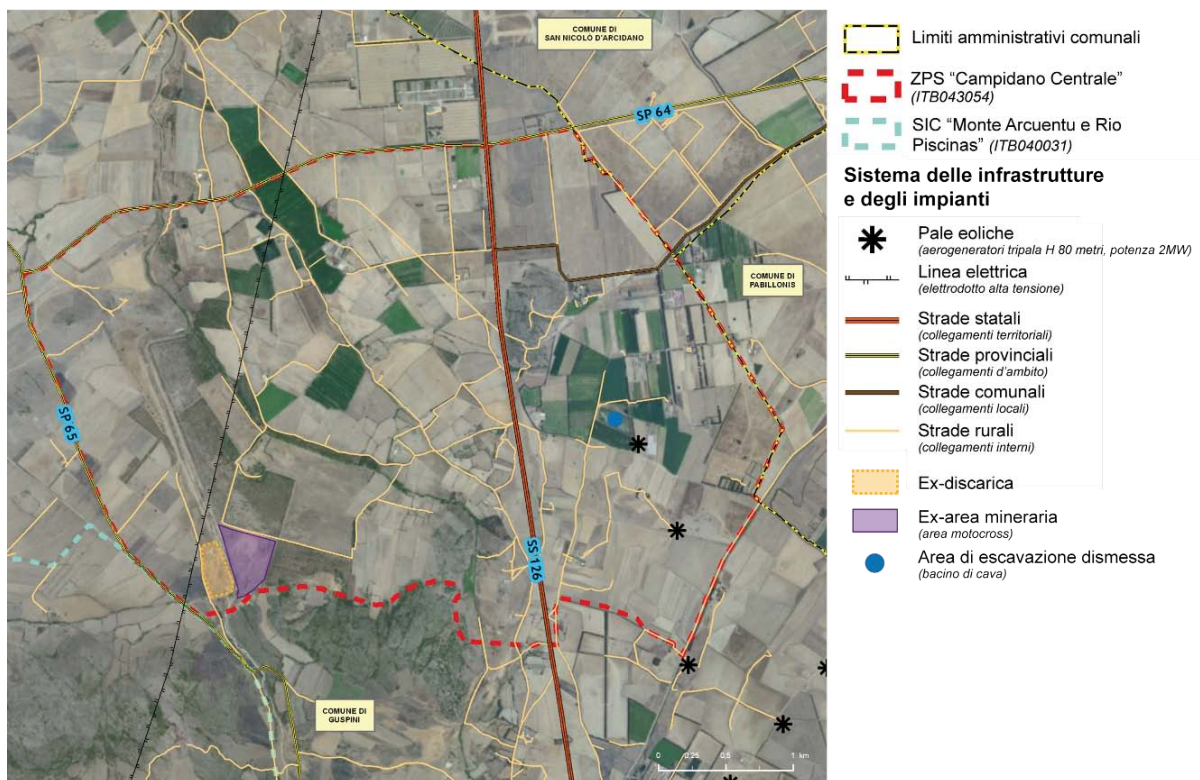 COMUNE DI
SAN NICOLÒ D'ARCIDANO
SP 64
COMUNE DI
PABILLONIS
SP 65
SS 126
COMUNE DI
GUSPINI
0 0,25 0,5 1 km
Limiti amministrativi comunali
ZPS "Campidano Centrale"
(ITB043054)
SIC "Monte Arcuentu e Rio
Piscinas" (ITB040031)
Sistema delle infrastrutture
e degli impianti
Pale eoliche
(aerogeneratori tripala H 80 metri, potenza 2MW)
Linea elettrica
(elettrodotto alta tensione)
Strade statali
(collegamenti territoriali)
Strade provinciali
(collegamenti d'ambito)
Strade comunali
(collegamenti locali)
Strade rurali
(collegamenti interni)
Ex-discarica
Ex-area mineraria
(area motocross)
Area di escavazione dismessa
(bacino di cava)